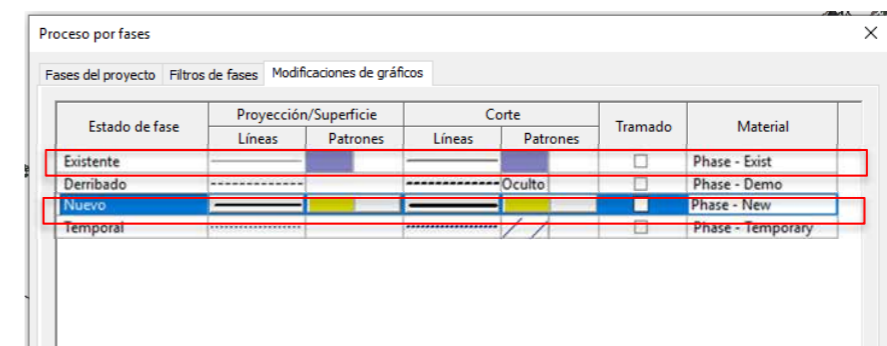 Proceso por fases
Fases del proyecto Filtros de fases Modificaciones de gráficos
Estado de fase Proyección/Superficie Corte Tramado Material
Líneas Patrones Líneas Patrones
Existente Phase - Exist
Derribado Oculto Phase - Demo
Nuevo Phase - New
Temporal Phase - Temporary